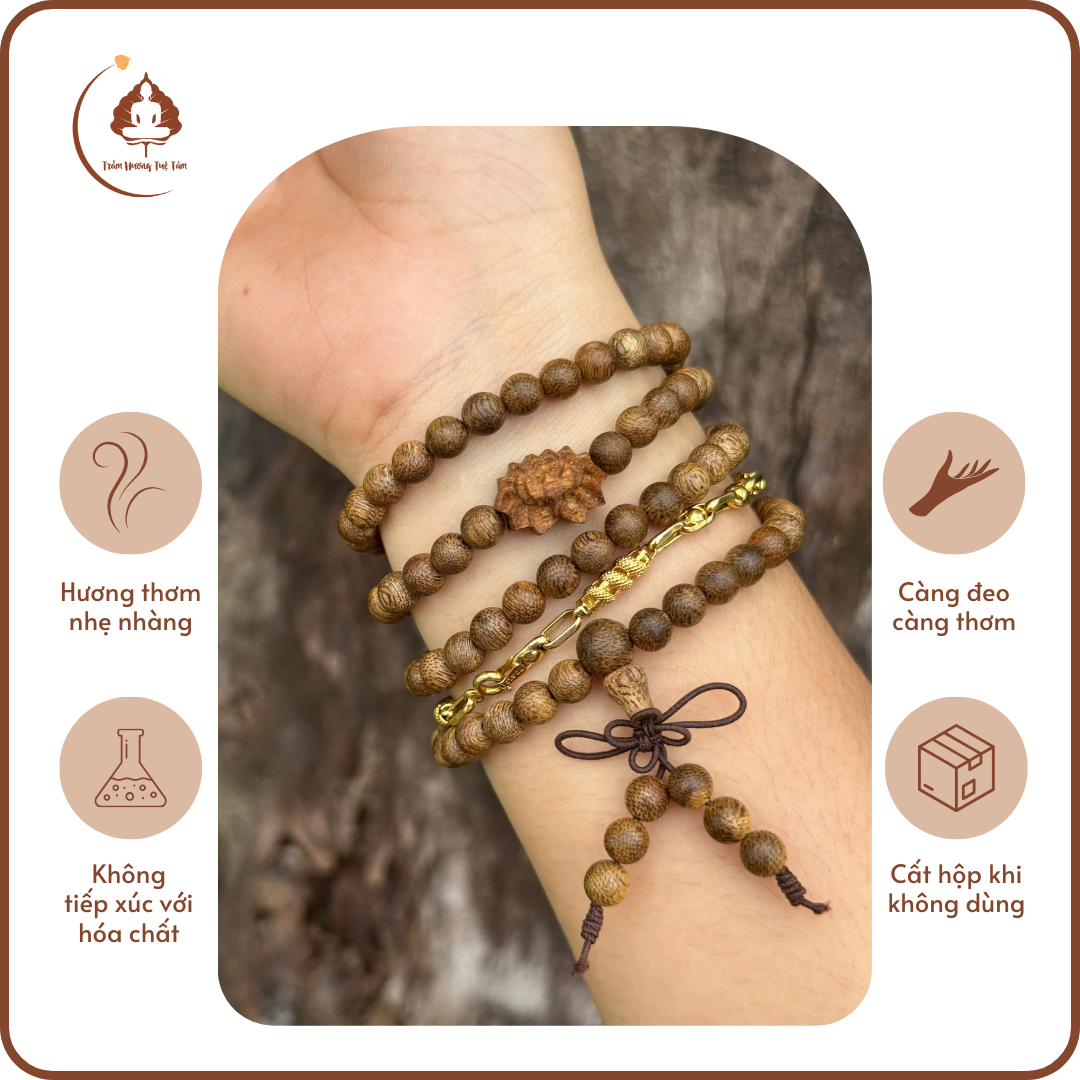 Trầm Hương Tuệ Tâm
Hương thơm
nhẹ nhàng
Càng đeo
càng thơm
Không
tiếp xúc với
hóa chất
Cất hộp khi
không dùng